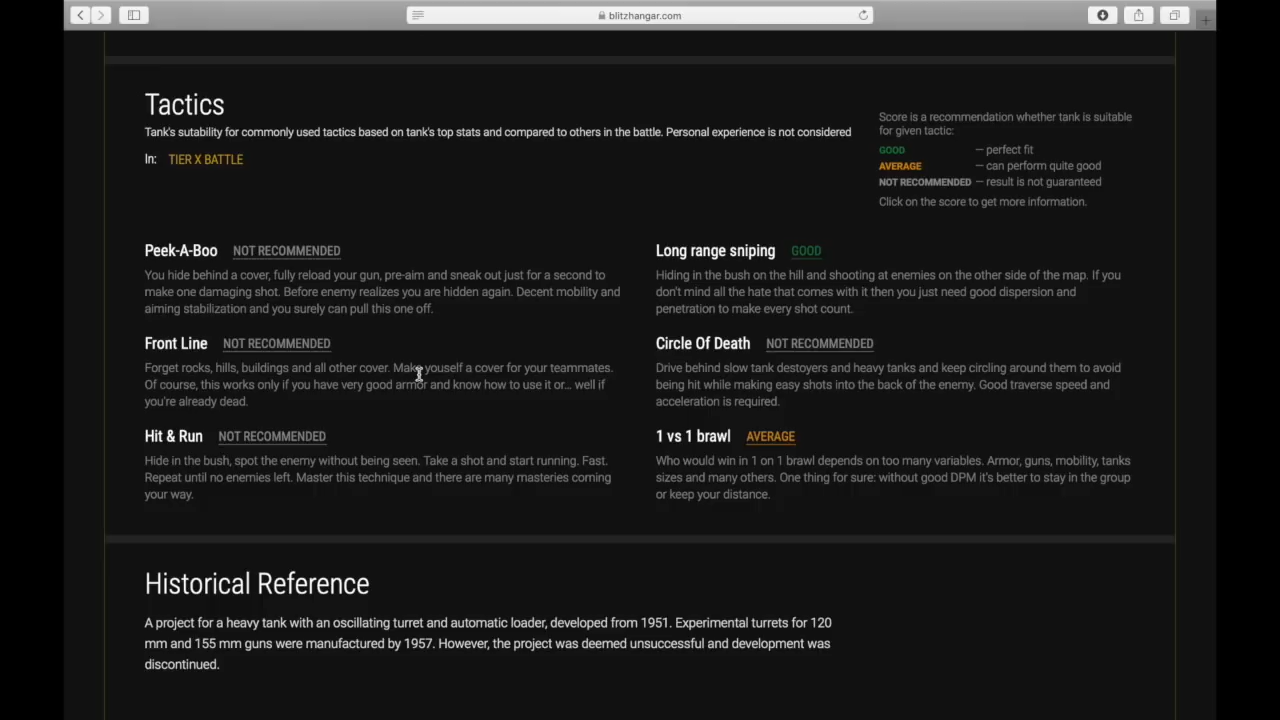 blitzhangar.com
Tactics
Tank's sutability for commonly used tactics based on tank's top stats and compared to others in the battle. Personal experience is not considered
In: TIER X BATTLE
Score is a recommendation whether tank is suitable
for given tactic:
GOOD – perfect fit
AVERAGE – can perform quite good
NOT RECOMMENDED – result is not guaranteed
Click on the score to get more information.
Peek-A-Boo NOT RECOMMENDED
You hide behind a cover, fully reload your gun, pre-aim and sneak out just for a second to
make one damaging shot. Before enemy realizes you are hidden again. Decent mobility and
aiming stabilization and you surely can pull this one off.
Long range sniping GOOD
Hiding in the bush on the hill and shooting at enemies on the other side of the map. If you
don't mind all the hate that comes with it then you just need good dispersion and
penetration to make every shot count.
Front Line NOT RECOMMENDED
Forget rocks, hills, buildings and all other cover. Make youself a cover for your teammates.
Of course, this works only if you have very good armor and know how to use it or... well if
you're already dead.
Circle Of Death NOT RECOMMENDED
Drive behind slow tank destoyers and heavy tanks and keep circling around them to avoid
being hit while making easy shots into the back of the enemy. Good traverse speed and
acceleration is required.
Hit & Run NOT RECOMMENDED
Hide in the bush, spot the enemy without being seen. Take a shot and start running. Fast.
Repeat until no enemies left. Master this technique and there are many masteries coming
your way.
1 vs 1 brawl AVERAGE
Who would win in 1 on 1 brawl depends on too many variables. Armor, guns, mobility, tanks
sizes and many others. One thing for sure: without good DPM it's better to stay in the group
or keep your distance.
Historical Reference
A project for a heavy tank with an oscillating turret and automatic loader, developed from 1951. Experimental turrets for 120
mm and 155 mm guns were manufactured by 1957. However, the project was deemed unsuccessful and development was
discontinued.